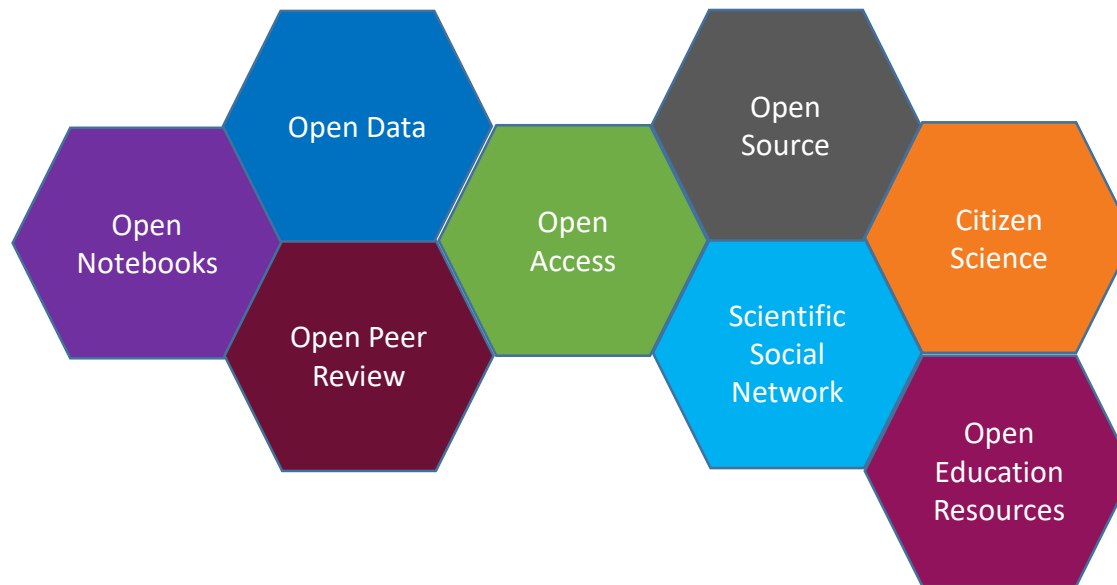 Open Data
Open
Source
Open
Notebooks
Open
Access
Citizen
Science
Open Peer
Review
Scientific
Social
Network
Open
Education
Resources